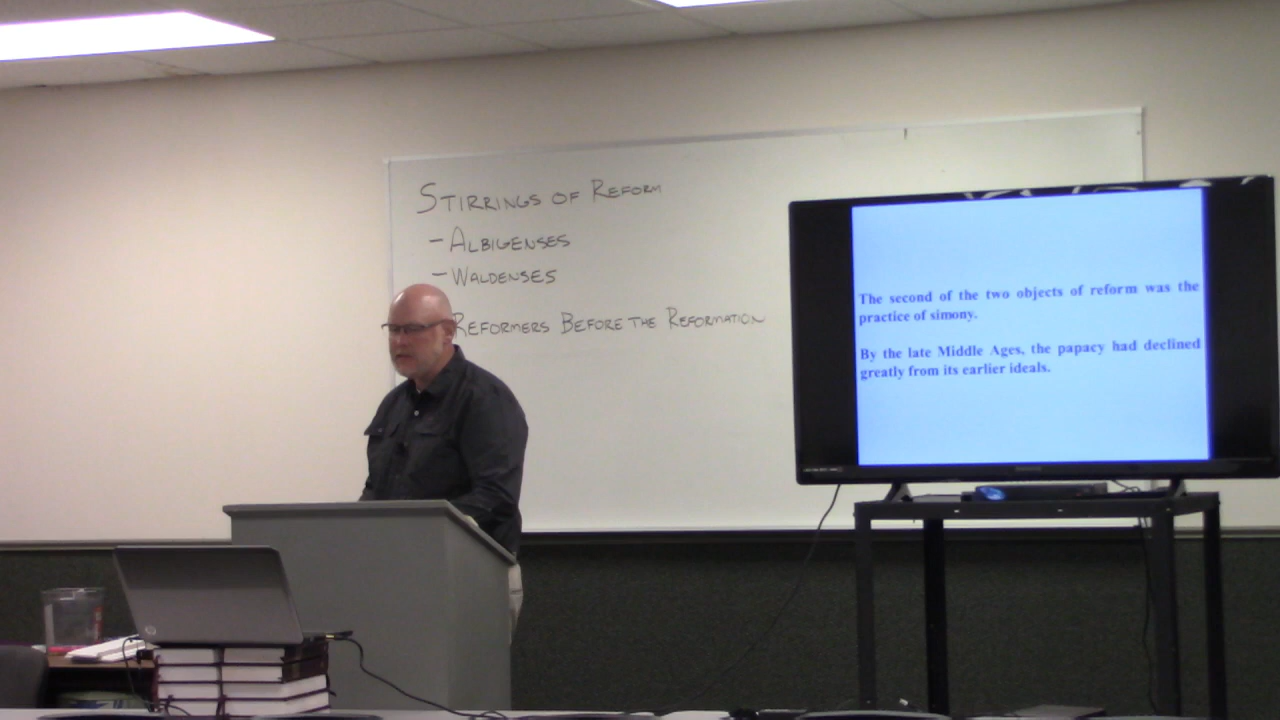 STIRRINGS OF REFORM
- ALBIGENSES
- WALDENSES
REFORMERS BEFORE THE REFORMATION
The second of the two objects of reform was the
practice of simony.
By the late Middle Ages, the papacy had declined
greatly from its earlier ideals.
hp